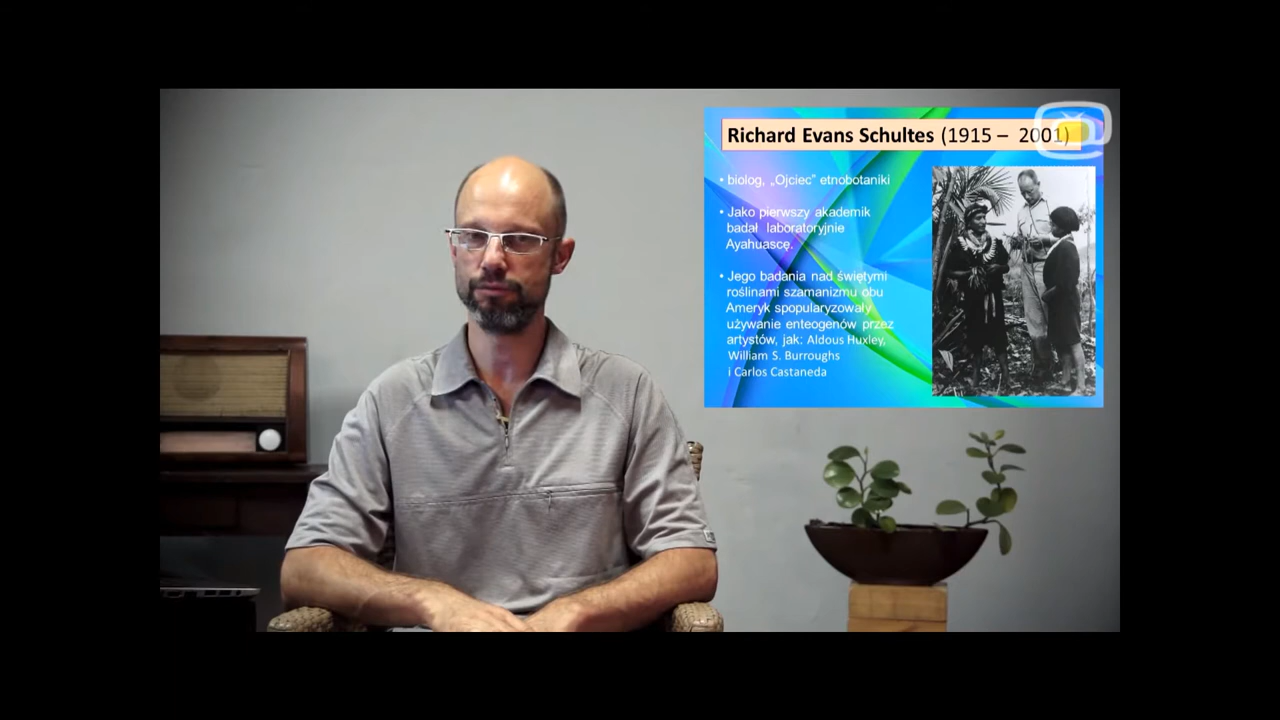 Richard Evans Schultes (1915 – 2001)
• biolog, „Ojciec” etnobotaniki
• Jako pierwszy akademik
badał laboratoryjnie
Ayahuascę.
• Jego badania nad świętymi
roślinami szamanizmu obu
Ameryk spopularyzowały
używanie enteogenów przez
artystów, jak: Aldous Huxley,
William S. Burroughs
i Carlos Castaneda